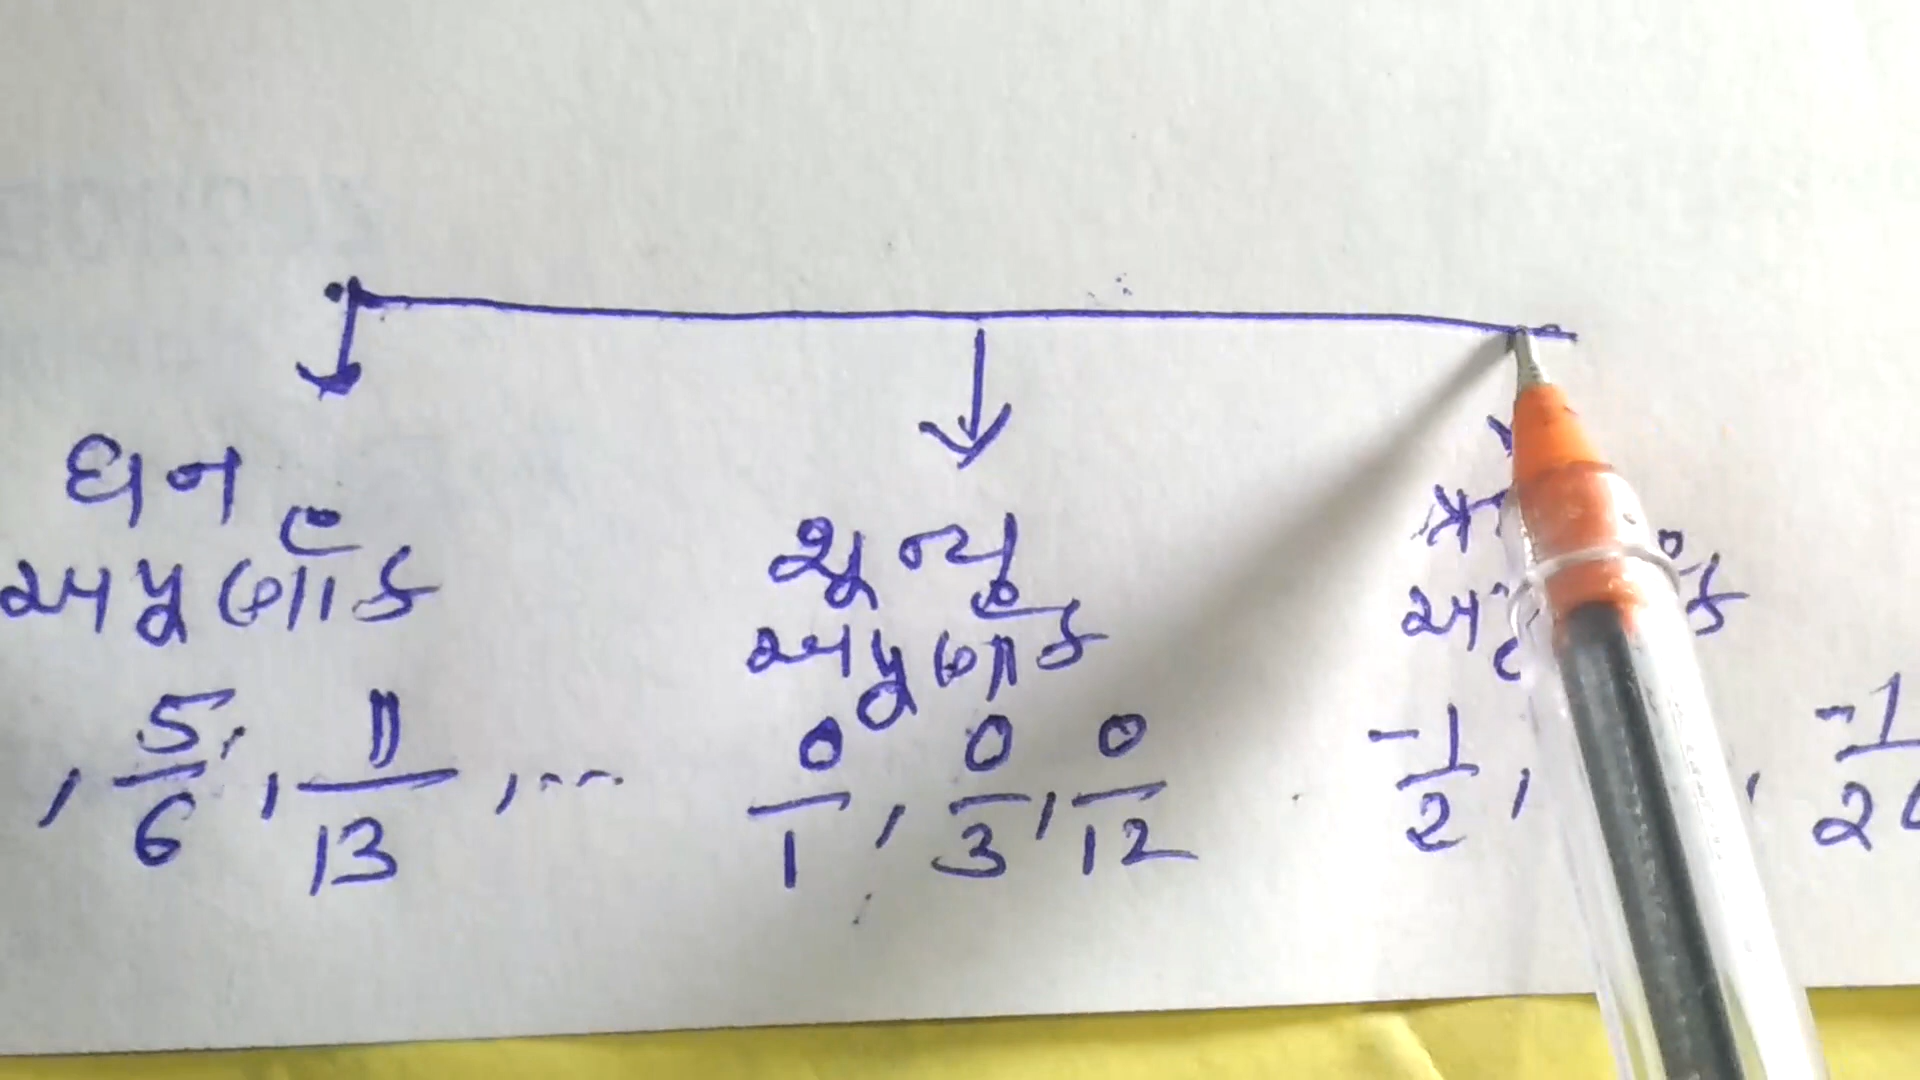 ધન
અપૂર્ણાંક
, 5/6, 11/13, ...
શૂન્ય
અપૂર્ણાંક
0/1, 0/3, 0/12
-1/2,